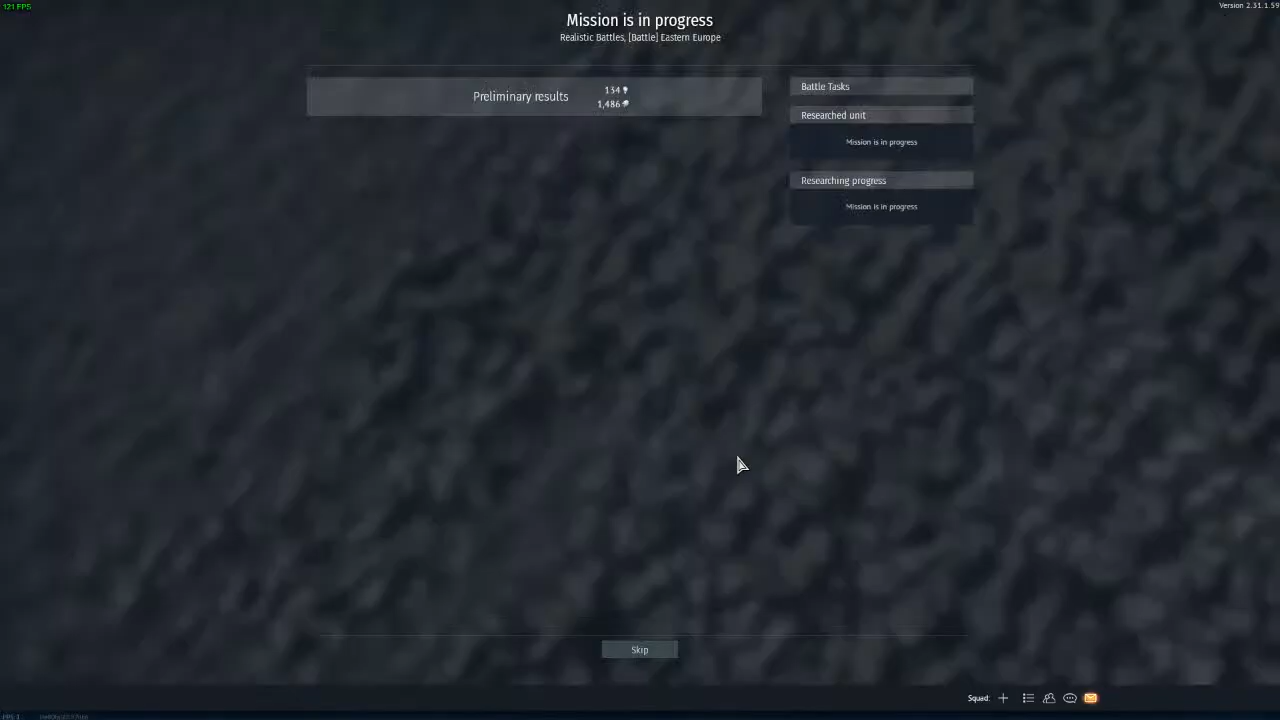 121 FPS
Version 2.31.1.59
Mission is in progress
Realistic Battles, [Battle] Eastern Europe
Preliminary results
134
1,486
Battle Tasks
Researched unit
Mission is in progress
Researching progress
Mission is in progress
Skip
Squad: